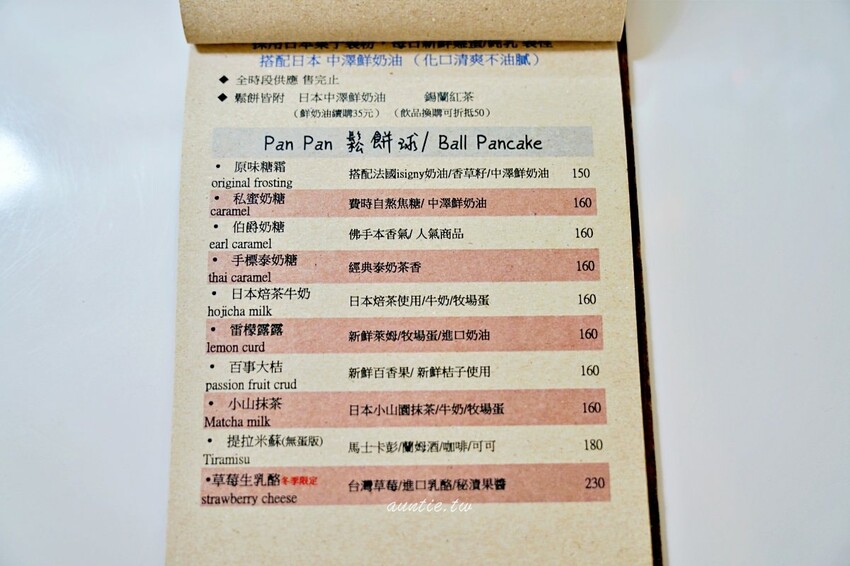 搭配日本 中澤鮮奶油 （化口清爽不油膩）
◆ 全時段供應 售完止
◆ 鬆餅皆附 日本中澤鮮奶油 錫蘭紅茶
（鮮奶油續購35元）（飲品換購可折抵50）
Pan Pan 鬆餅球/ Ball Pancake
• 原味糖霜 搭配法國isigny奶油/香草籽/中澤鮮奶油 150
original frosting
• 私蜜奶糖 費時自熬焦糖/ 中澤鮮奶油 160
caramel
• 伯爵奶糖 佛手本香氣/ 人氣商品 160
earl caramel
• 手標泰奶糖 經典泰奶茶香 160
thai caramel
• 日本焙茶牛奶 日本焙茶使用/牛奶/牧場蛋 160
hojicha milk
• 雷檬露露 新鮮萊姆/牧場蛋/進口奶油 160
lemon curd
• 百事大桔 新鮮百香果/ 新鮮桔子使用 160
passion fruit crud
• 小山抹茶 日本小山園抹茶/牛奶/牧場蛋 160
Matcha milk
• 提拉米蘇(無蛋版) 馬士卡彭/蘭姆酒/咖啡/可可 180
Tiramisu
•草莓生乳酪冬季限定 台灣草莓/進口乳酪/秘漬果醬 230
strawberry cheese
auntie.tw